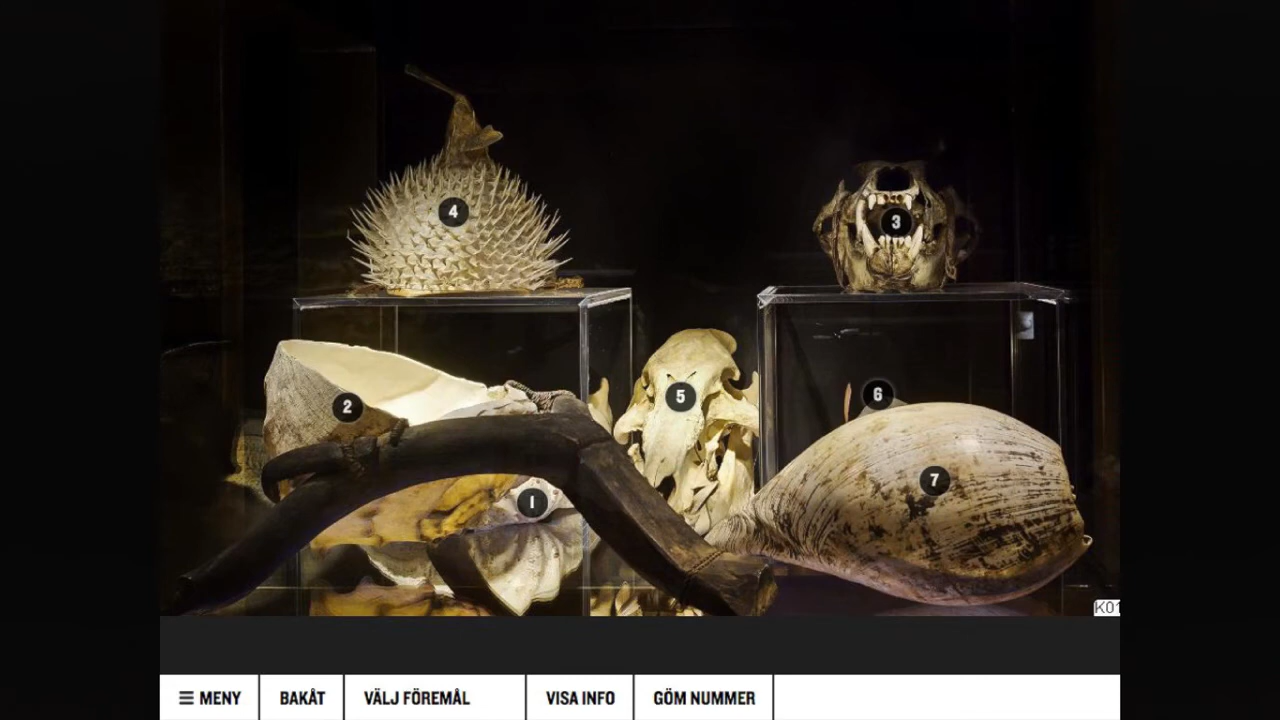 4
3
2
5
6
7
1
K01
≡ MENY
BAKÅT
VÄLJ FÖREMÅL
VISA INFO
GÖM NUMMER